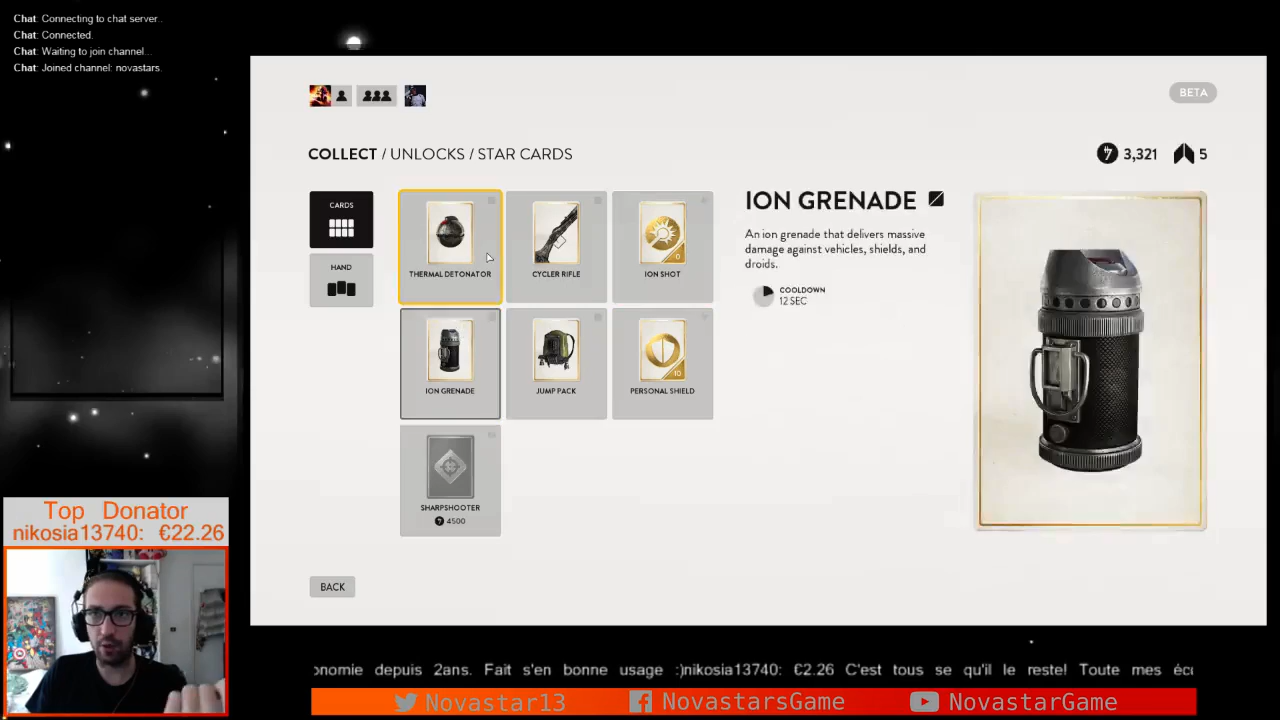 Chat: Connecting to chat server..
Chat: Connected.
Chat: Waiting to join channel...
Chat: Joined channel: novastars.
BETA
COLLECT / UNLOCKS / STAR CARDS
3,321
5
CARDS
HAND
THERMAL DETONATOR
CYCLER RIFLE
0
ION SHOT
ION GRENADE
JUMP PACK
10
PERSONAL SHIELD
SHARPSHOOTER
4500
ION GRENADE
An ion grenade that delivers massive
damage against vehicles, shields, and
droids.
COOLDOWN
12 SEC
BACK
Top Donator
nikosia13740: €22.26
onomie depuis 2ans. Fait s'en bonne usage :)nikosia13740: €2.26 C'est tous se qu'il le reste! Toute mes écu
Novastar13
NovastarsGame
NovastarGame